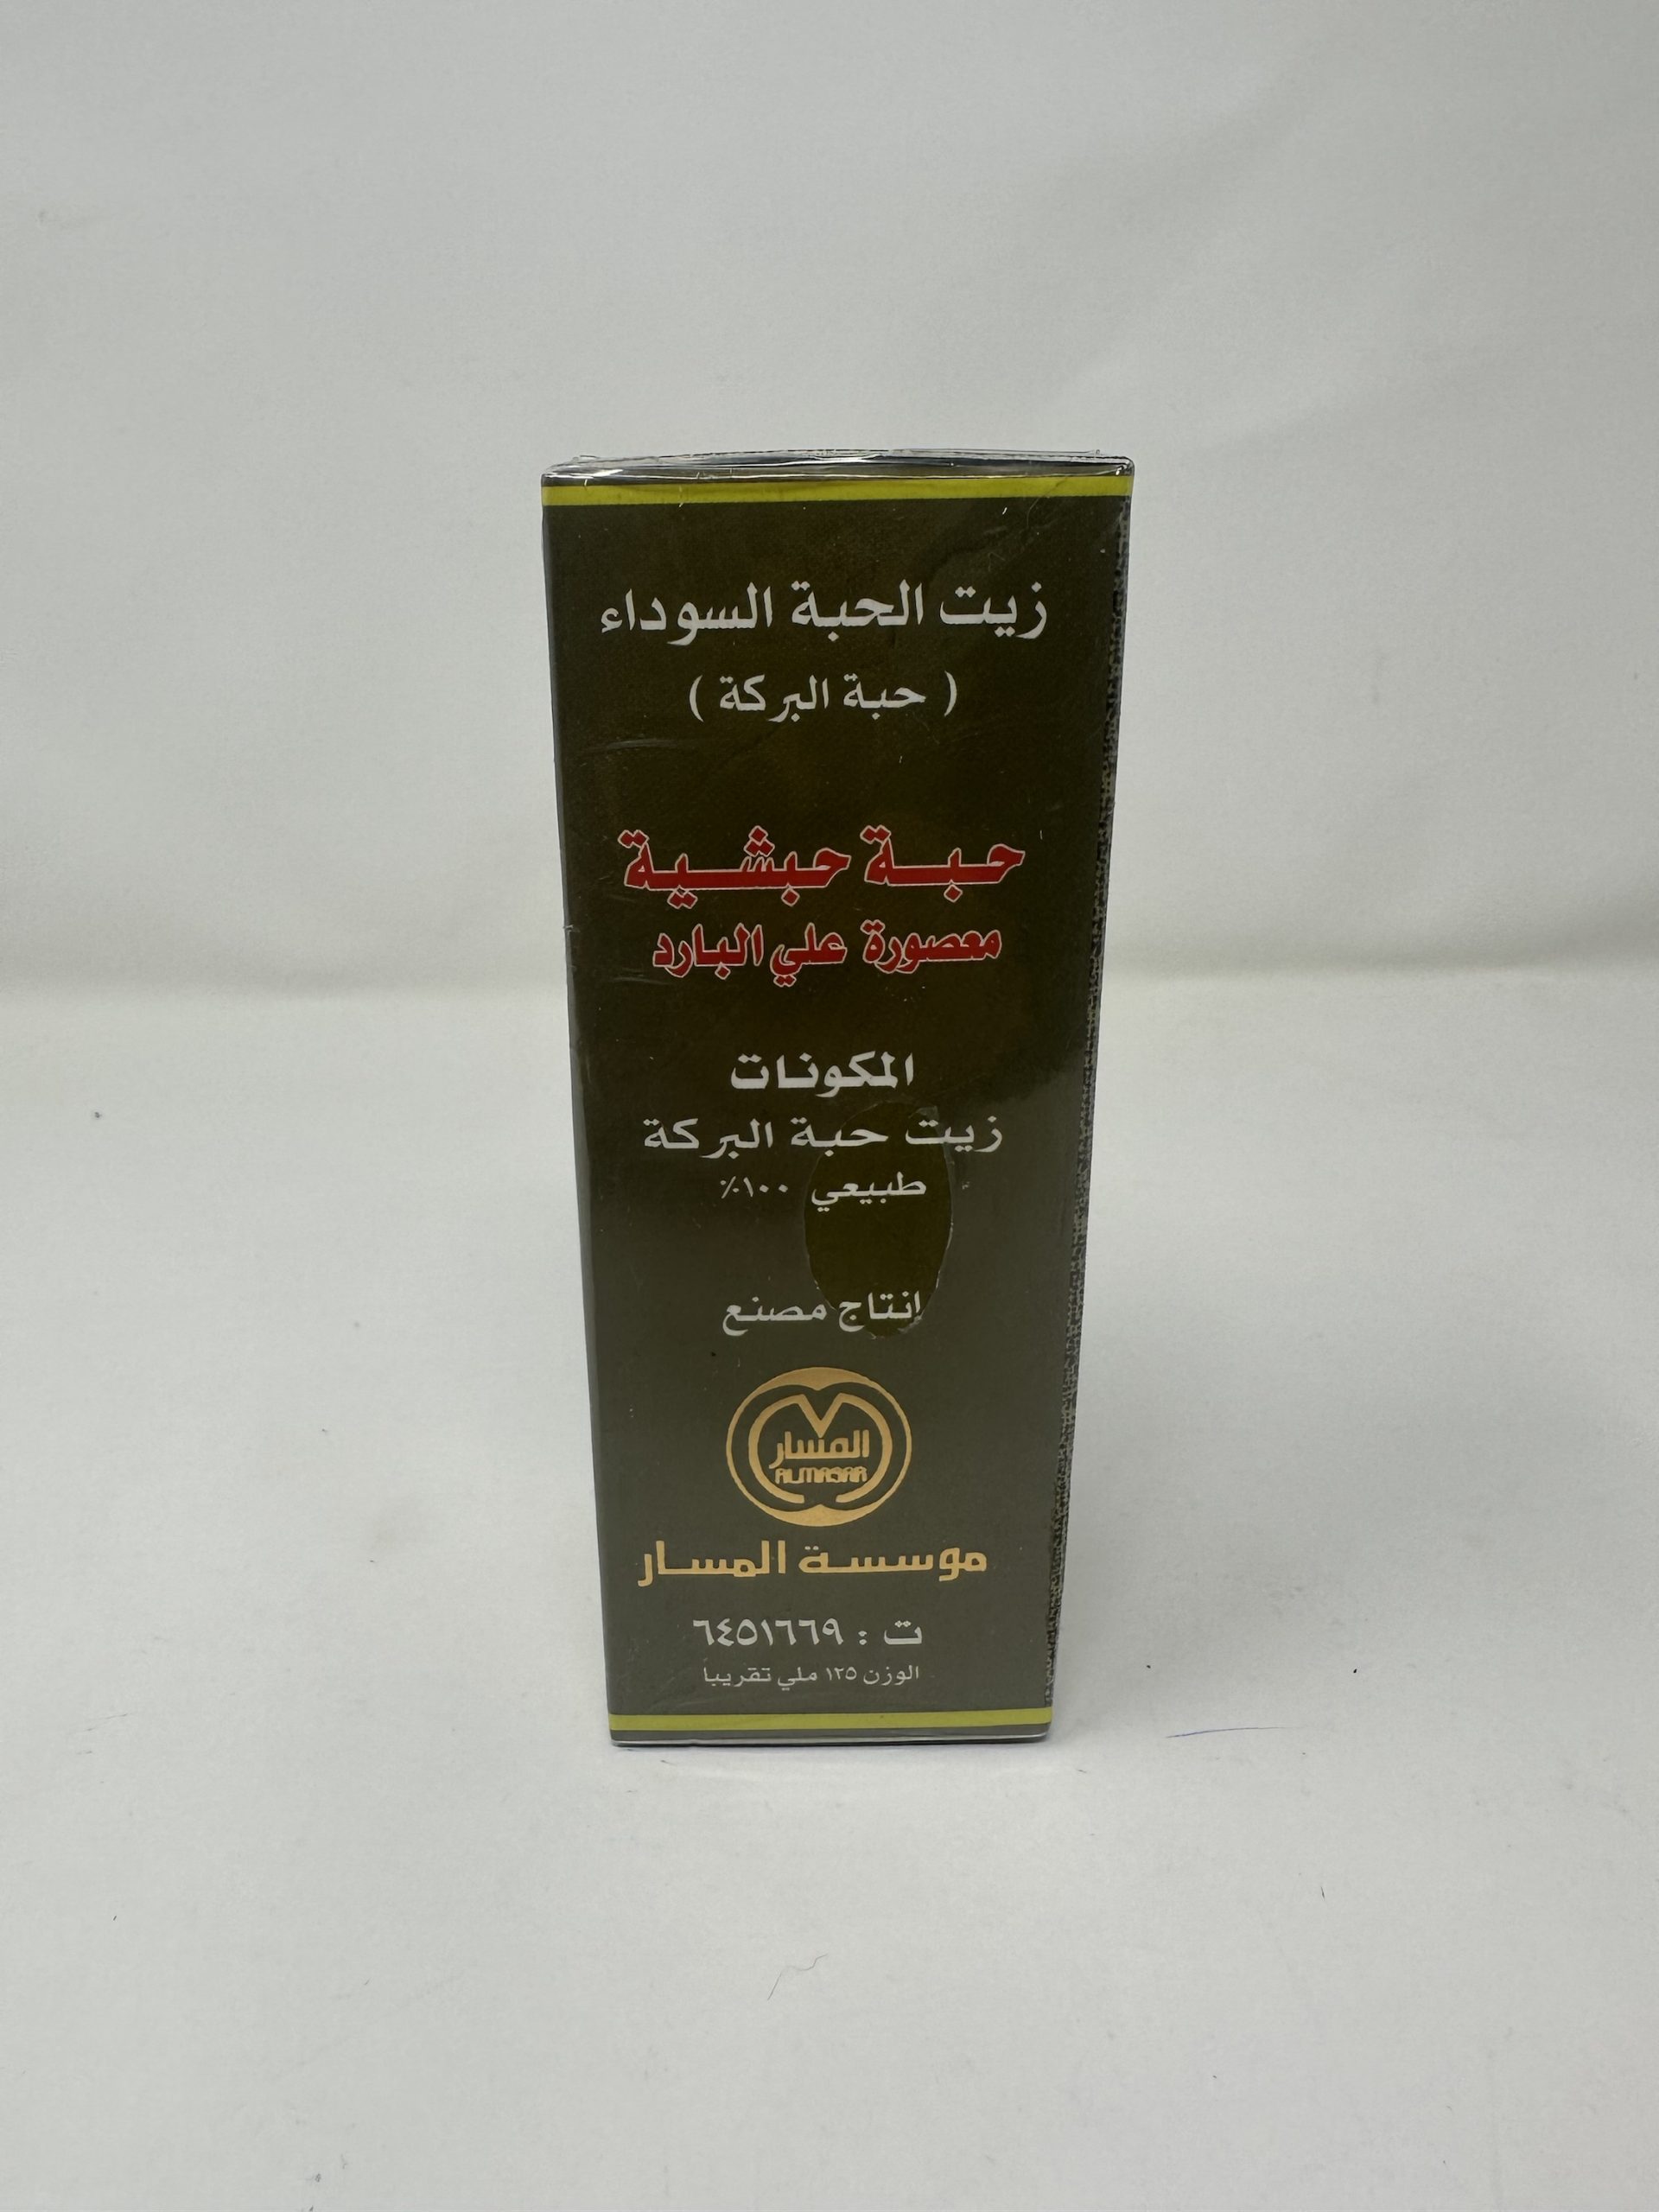 زيت الحبة السوداء
( حبة البركة )
حبة حبشية
معصورة علي البارد
المكونات
زيت حبة البركة
طبيعي ١٠٠٪
إنتاج مصنع
المسار
ALMASAR
موسسة المسار
ت : ٦٤٥١٦٦٩
الوزن ١٢٥ ملي تقريباً